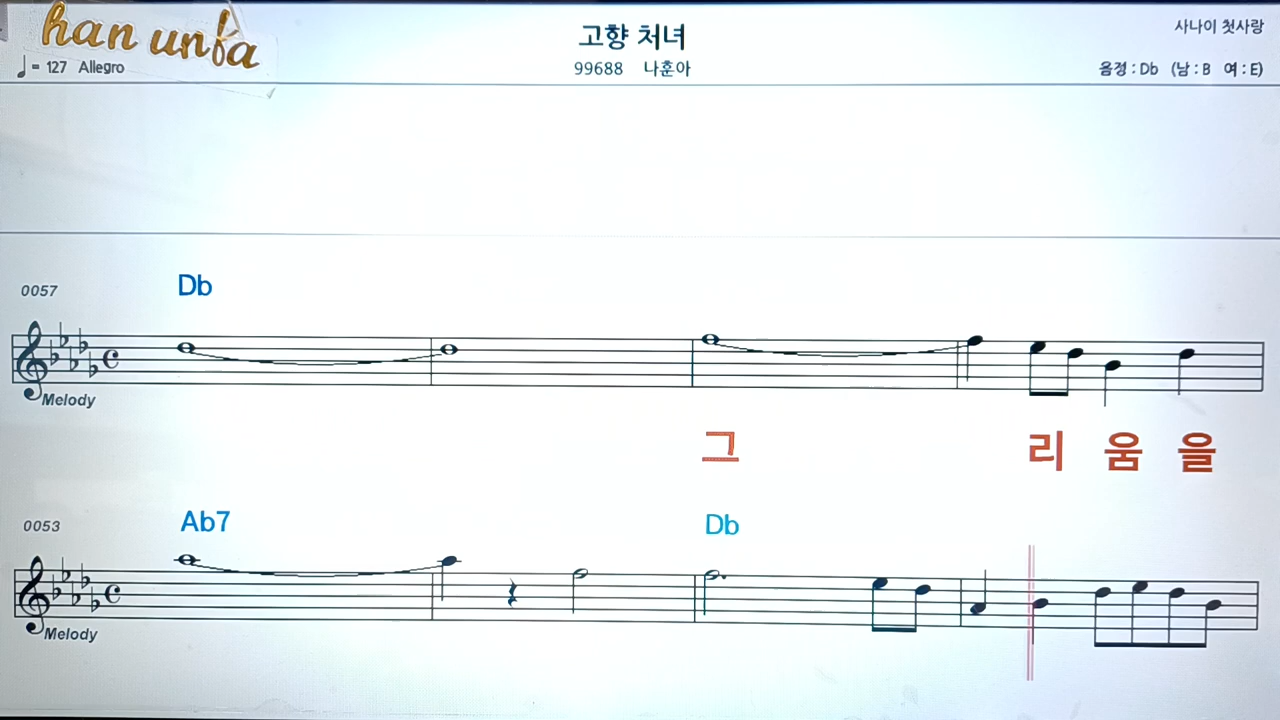 han unfa
고향 처녀
사나이 첫사랑
♩= 127 Allegro
99688 나훈아
음정 : Db (남 : B 여 : E)
Db
0057
Melody
그 리 움 을
Ab7 Db
0053
Melody